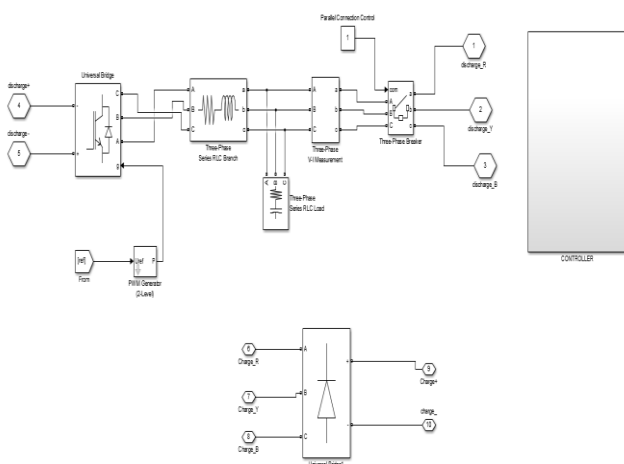 Parallel Connection Control
1
1
discharge_R
com
a
b
c
A
B
C
2
discharge_Y
3
discharge_B
Three-Phase Breaker
Universal Bridge
discharge+
4
discharge-
5
-
+
C
B
A
g
A
B
C
a
b
c
Three-Phase
Series RLC Branch
A
B
C
a
b
c
Three-Phase
V-I Measurement
A
B
C
Three-Phase
Series RLC Load
[ref]
From
Uref
P
PWM Generator
(2-Level)
CONTROLLER
6
Charge_R
7
Charge_Y
8
Charge_B
A
B
C
+
-
9
Charge+
charge_
10
Universal Bridge1